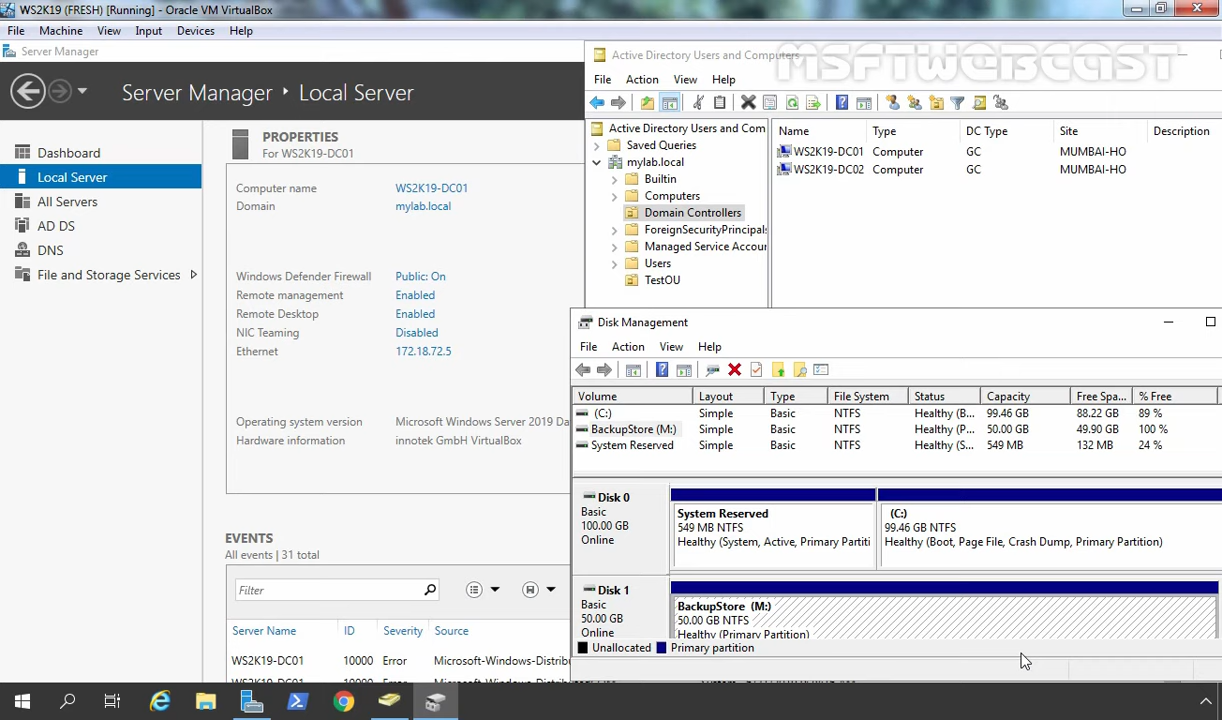 WS2K19 (FRESH) [Running] - Oracle VM VirtualBox
File Machine View Input Devices Help
Server Manager
Server Manager • Local Server
Dashboard
Local Server
All Servers
AD DS
DNS
File and Storage Services
PROPERTIES
For WS2K19-DC01
Computer name WS2K19-DC01
Domain mylab.local
Windows Defender Firewall Public: On
Remote management Enabled
Remote Desktop Enabled
NIC Teaming Disabled
Ethernet 172.18.72.5
Operating system version Microsoft Windows Server 2019 Da
Hardware information innotek GmbH VirtualBox
EVENTS
All events | 31 total
Filter
Server Name ID Severity Source
WS2K19-DC01 10000 Error Microsoft-Windows-Distrib
WS2K19-DC01 10000 Error Microsoft-Windows-Distribu
Active Directory Users and Computers
MSFTWEBCAST
File Action View Help
Active Directory Users and Com
Saved Queries
mylab.local
Builtin
Computers
Domain Controllers
ForeignSecurityPrincipals
Managed Service Accour
Users
TestOU
Name Type DC Type Site Description
WS2K19-DC01 Computer GC MUMBAI-HO
WS2K19-DC02 Computer GC MUMBAI-HO
Disk Management
File Action View Help
Volume Layout Type File System Status Capacity Free Spa... % Free
(C:) Simple Basic NTFS Healthy (B... 99.46 GB 88.22 GB 89 %
BackupStore (M:) Simple Basic NTFS Healthy (P... 50.00 GB 49.90 GB 100 %
System Reserved Simple Basic NTFS Healthy (S... 549 MB 132 MB 24 %
Disk 0
Basic
100.00 GB
Online
System Reserved
549 MB NTFS
Healthy (System, Active, Primary Partiti
(C:)
99.46 GB NTFS
Healthy (Boot, Page File, Crash Dump, Primary Partition)
Disk 1
Basic
50.00 GB
Online
BackupStore (M:)
50.00 GB NTFS
Healthy (Primary Partition)
Unallocated Primary partition